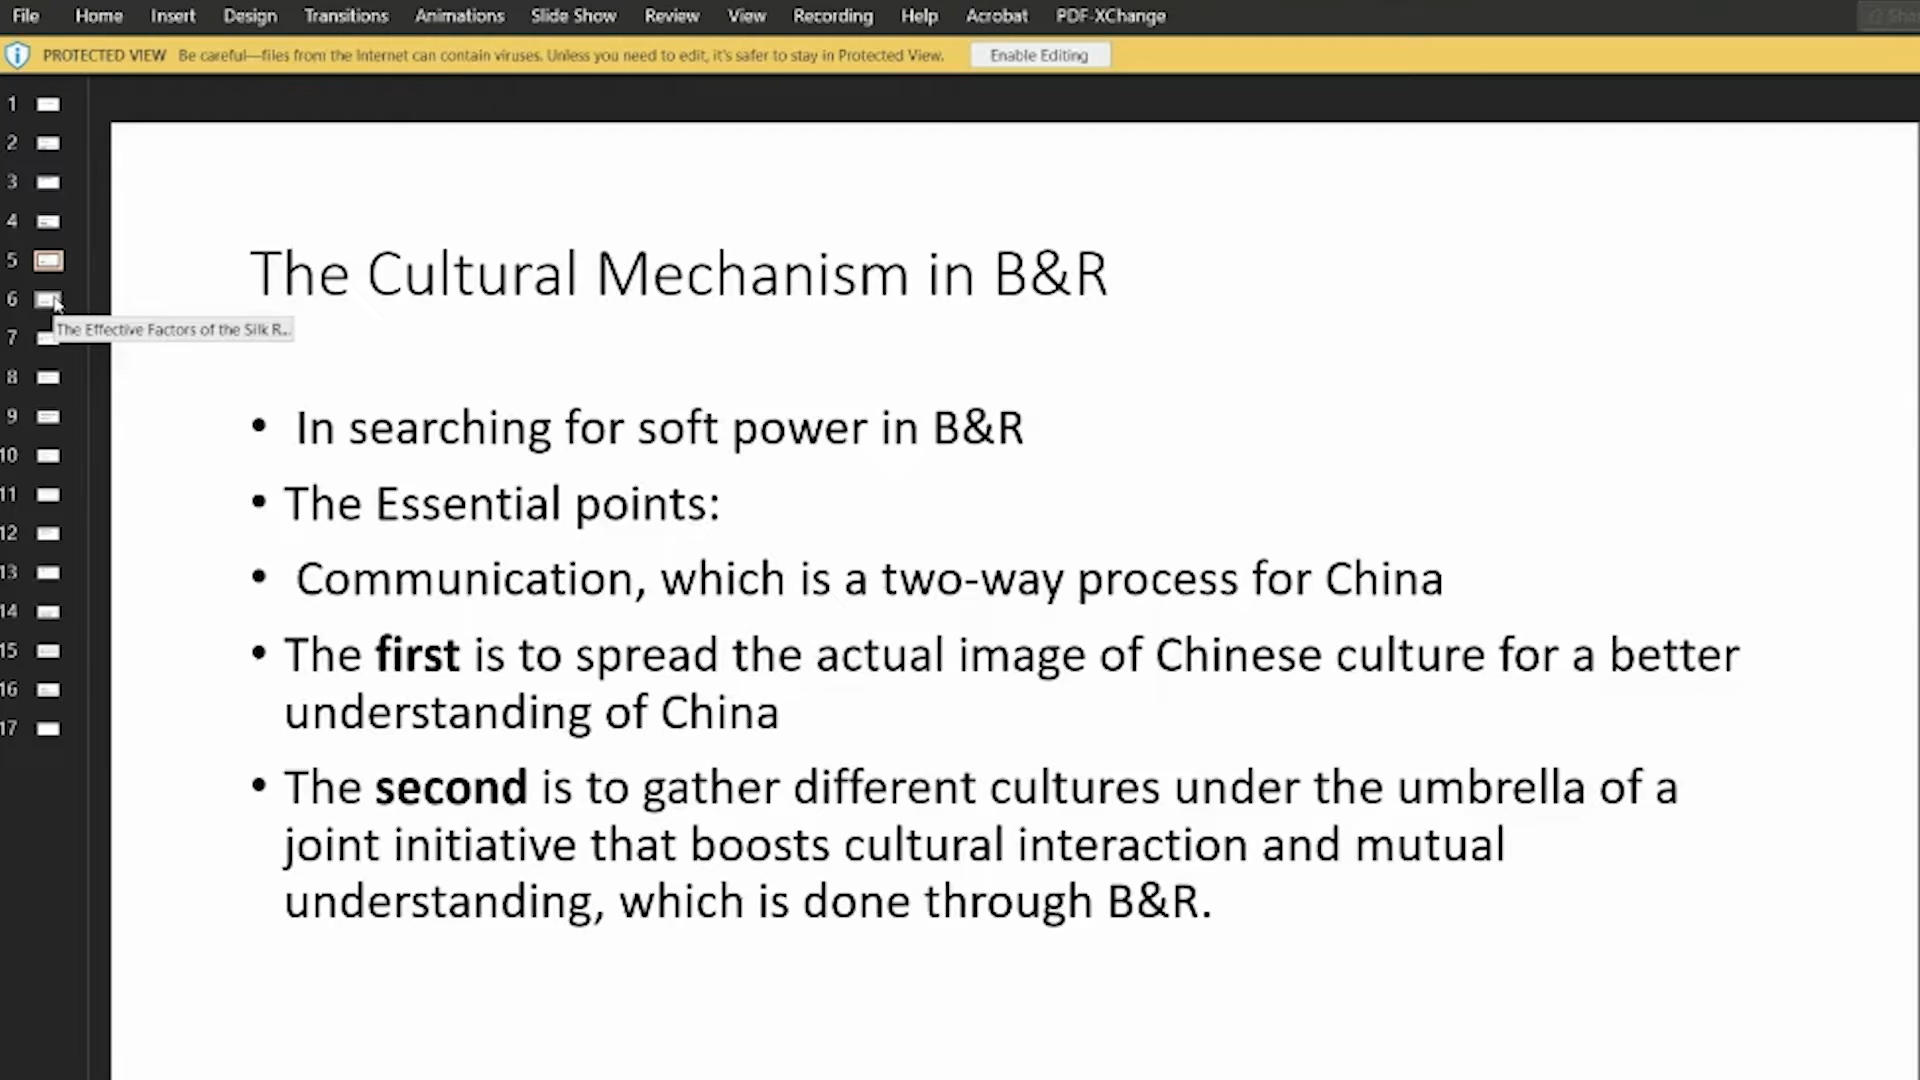 File Home Insert Design Transitions Animations Slide Show Review View Recording Help Acrobat PDF-XChange
PROTECTED VIEW Be careful—files from the Internet can contain viruses. Unless you need to edit, it's safer to stay in Protected View. Enable Editing
1
2
3
4
5
6
The Effective Factors of the Silk R...
7
8
9
10
11
12
13
14
15
16
17
The Cultural Mechanism in B&R
• In searching for soft power in B&R
• The Essential points:
• Communication, which is a two-way process for China
• The first is to spread the actual image of Chinese culture for a better
understanding of China
• The second is to gather different cultures under the umbrella of a
joint initiative that boosts cultural interaction and mutual
understanding, which is done through B&R.